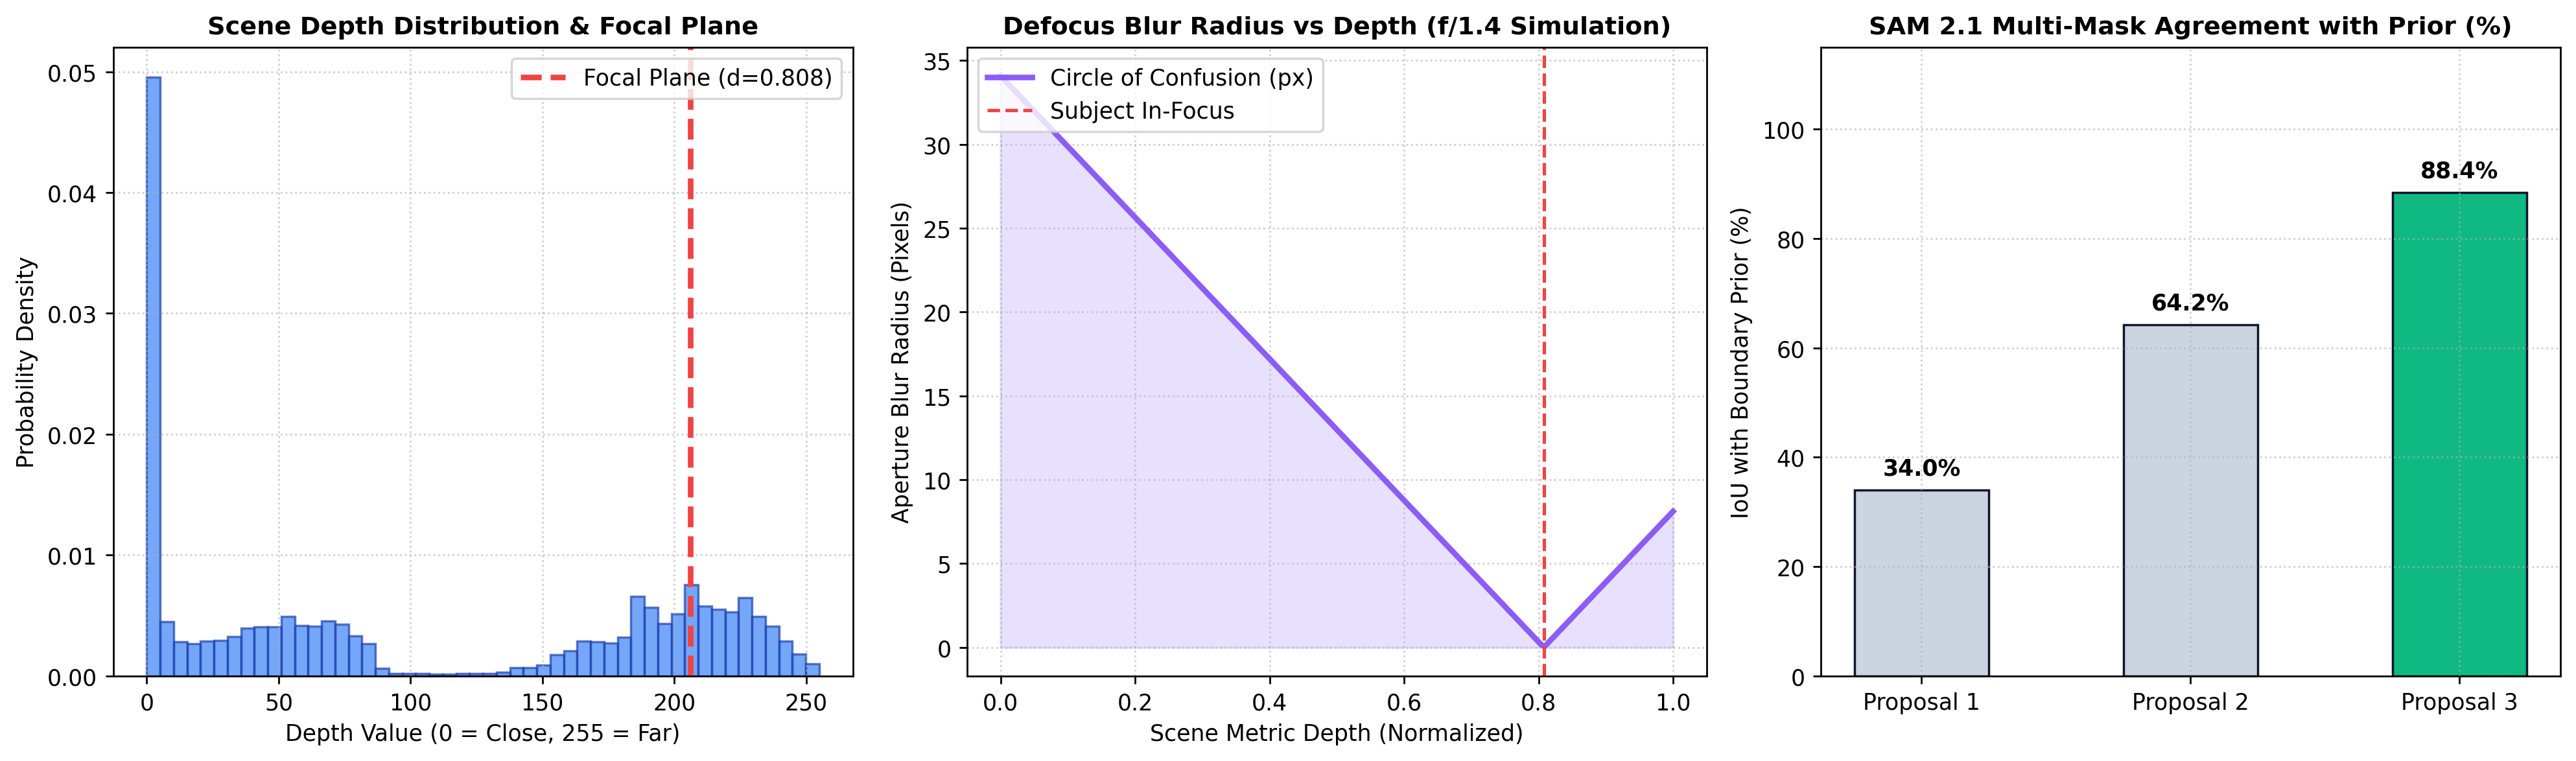 Scene Depth Distribution & Focal Plane
Focal Plane (d=0.808)
Probability Density
0.05
0.04
0.03
0.02
0.01
0.00
0
50
100
150
200
250
Depth Value (0 = Close, 255 = Far)
Defocus Blur Radius vs Depth (f/1.4 Simulation)
Circle of Confusion (px)
Subject In-Focus
Aperture Blur Radius (Pixels)
35
30
25
20
15
10
5
0
0.0
0.2
0.4
0.6
0.8
1.0
Scene Metric Depth (Normalized)
SAM 2.1 Multi-Mask Agreement with Prior (%)
IoU with Boundary Prior (%)
100
80
60
40
20
0
34.0%
64.2%
88.4%
Proposal 1
Proposal 2
Proposal 3